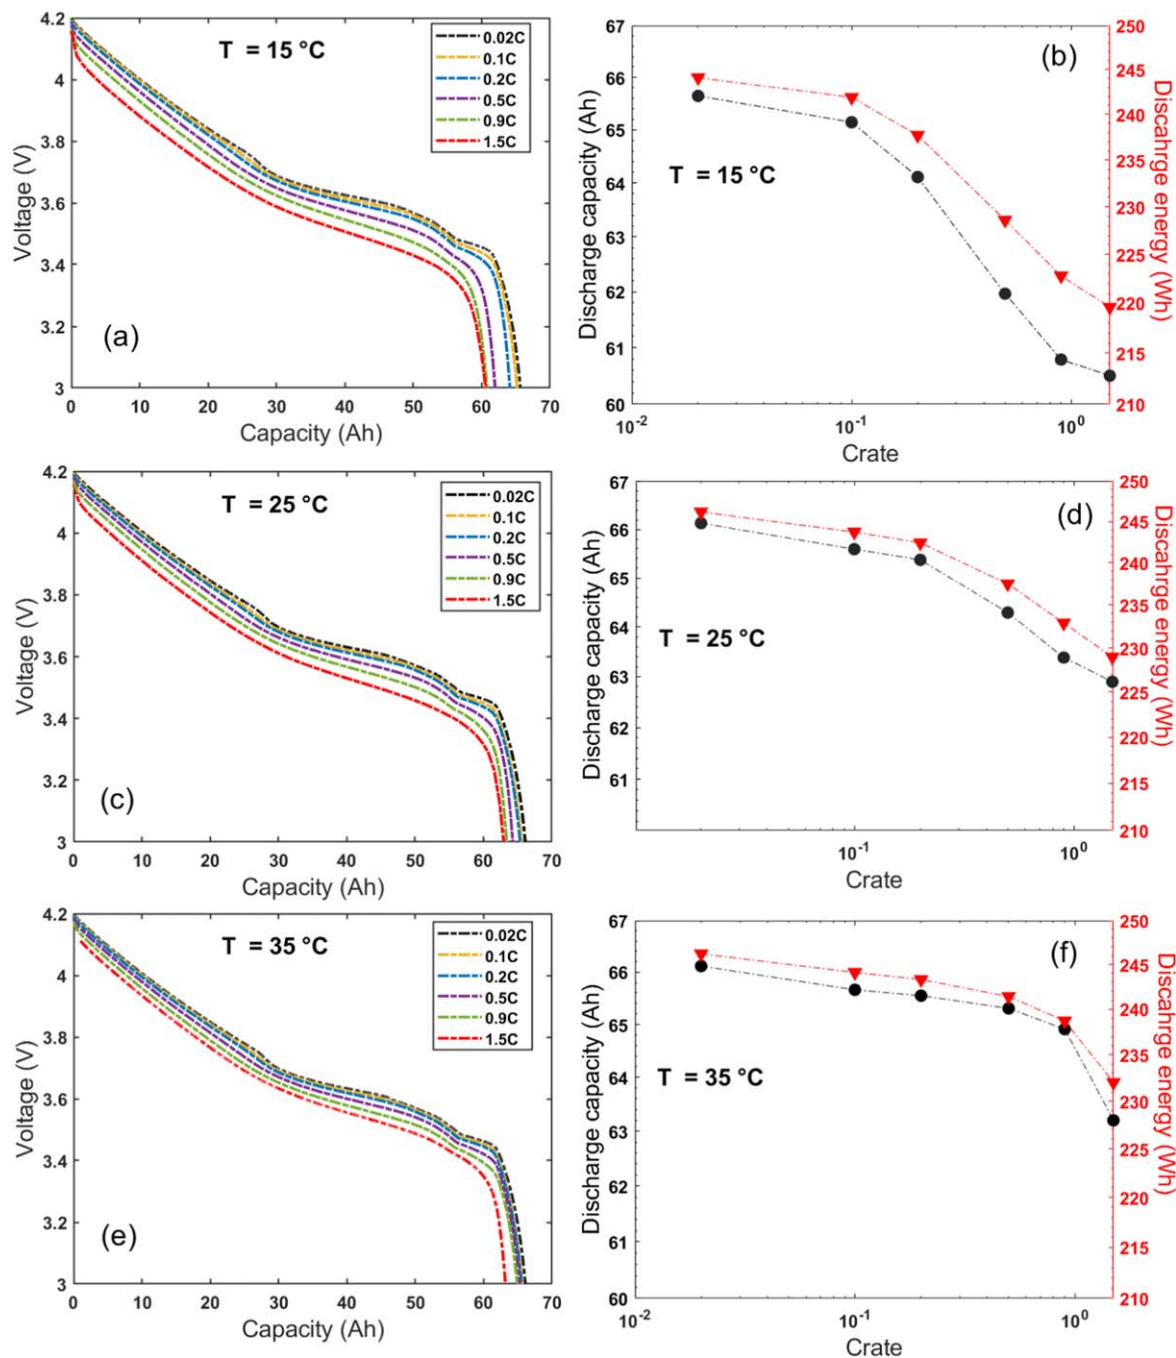 T = 15 °C
0.02C
0.1C
0.2C
0.5C
0.9C
1.5C
Voltage (V)
4.2
4
3.8
3.6
3.4
3.2
3
(a)
0 10 20 30 40 50 60 70
Capacity (Ah)
(b)
T = 15 °C
Discharge capacity (Ah)
67
66
65
64
63
62
61
60
10-2 10-1 100
Crate
250
245
240
235
230
225
220
215
210
Discahrge energy (Wh)
T = 25 °C
0.02C
0.1C
0.2C
0.5C
0.9C
1.5C
Voltage (V)
4.2
4
3.8
3.6
3.4
3.2
3
(c)
0 10 20 30 40 50 60 70
Capacity (Ah)
(d)
T = 25 °C
Discharge capacity (Ah)
67
66
65
64
63
62
61
10-1 100
Crate
250
245
240
235
230
225
220
215
210
Discahrge energy (Wh)
T = 35 °C
0.02C
0.1C
0.2C
0.5C
0.9C
1.5C
Voltage (V)
4.2
4
3.8
3.6
3.4
3.2
3
(e)
0 10 20 30 40 50 60 70
Capacity (Ah)
(f)
T = 35 °C
Discharge capacity (Ah)
67
66
65
64
63
62
61
60
10-2 10-1 100
Crate
250
245
240
235
230
225
220
215
210
Discahrge energy (Wh)